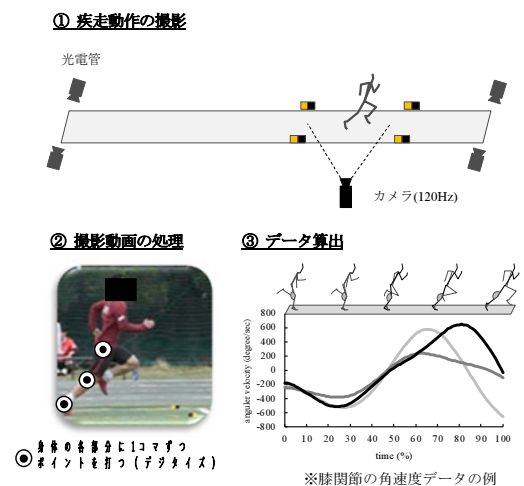 ① 疾走動作の撮影
光電管
カメラ(120Hz)
② 撮影動画の処理
身体の各部分に1コマずつ
ポイントを打つ（デジタイズ）
③ データ算出
anguler velocity (degree/sec)
800
600
400
200
0
-200
-400
-600
-800
0 10 20 30 40 50 60 70 80 90 100
time (%)
※膝関節の角速度データの例